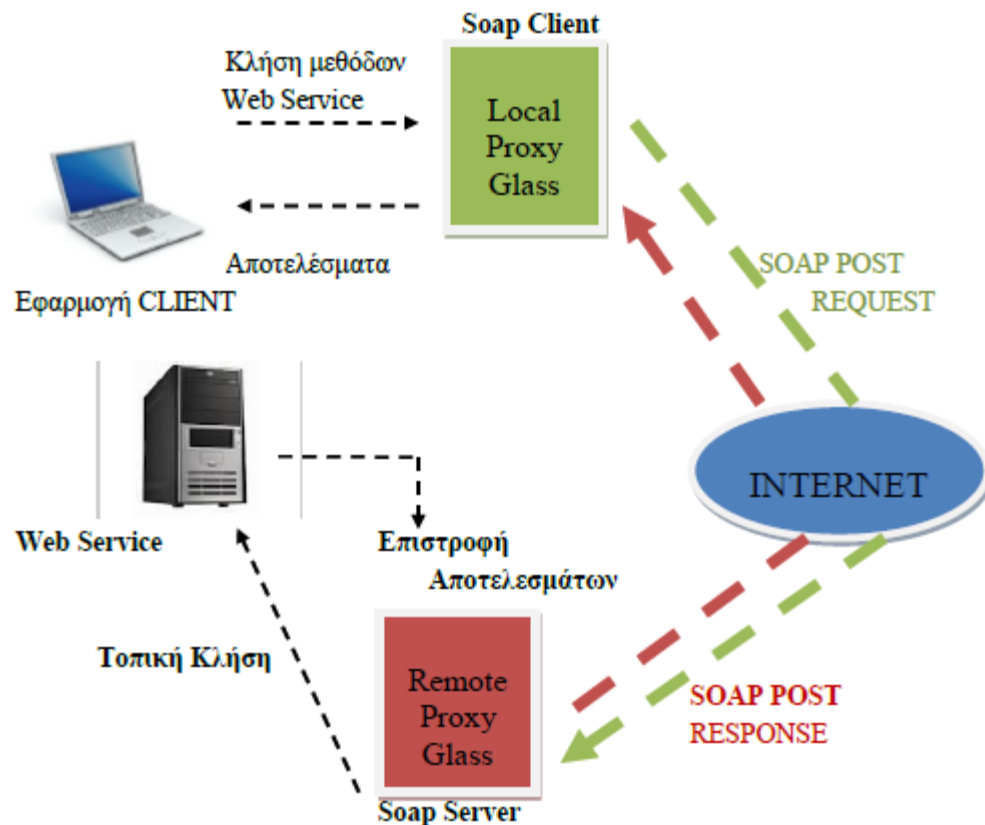 Soap Client
Κλήση μεθόδων
Web Service
Local
Proxy
Glass
Αποτελέσματα
Εφαρμογή CLIENT
SOAP POST
REQUEST
INTERNET
Web Service
Επιστροφή
Αποτελεσμάτων
Τοπική Κλήση
Remote
Proxy
Glass
SOAP POST
RESPONSE
Soap Server